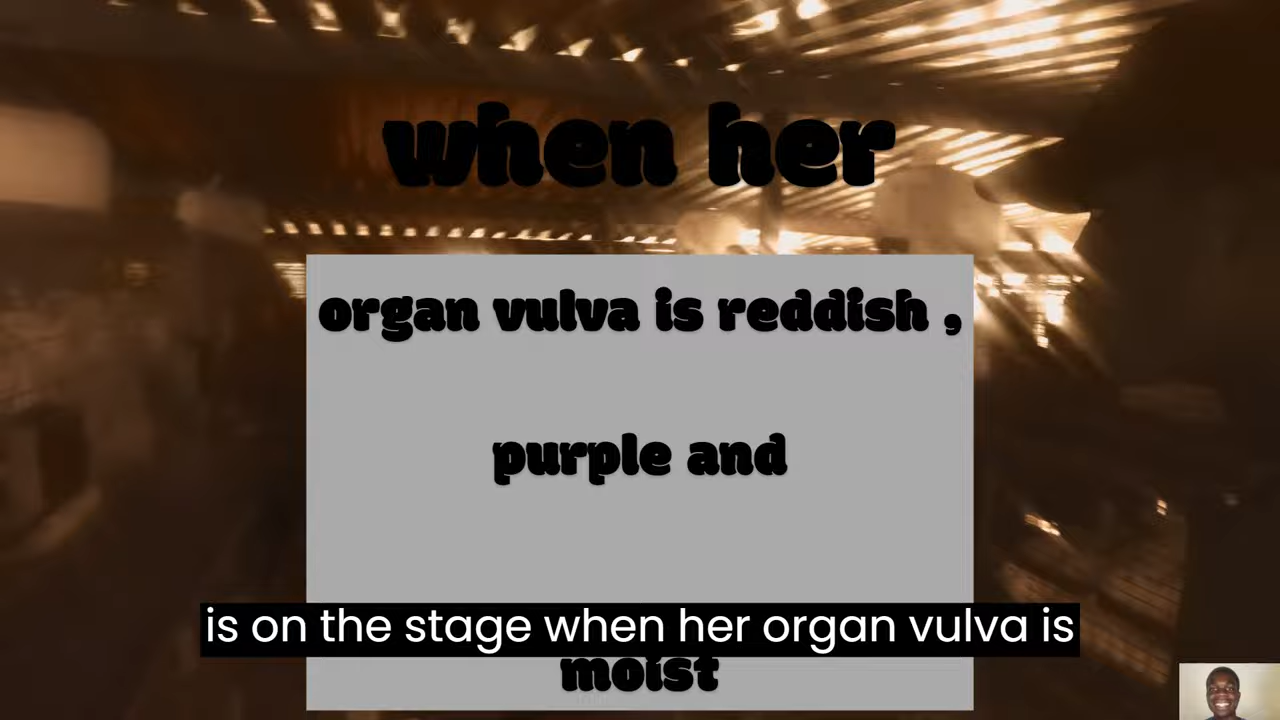 when her
organ vulva is reddish ,
purple and
is on the stage when her organ vulva is
moist